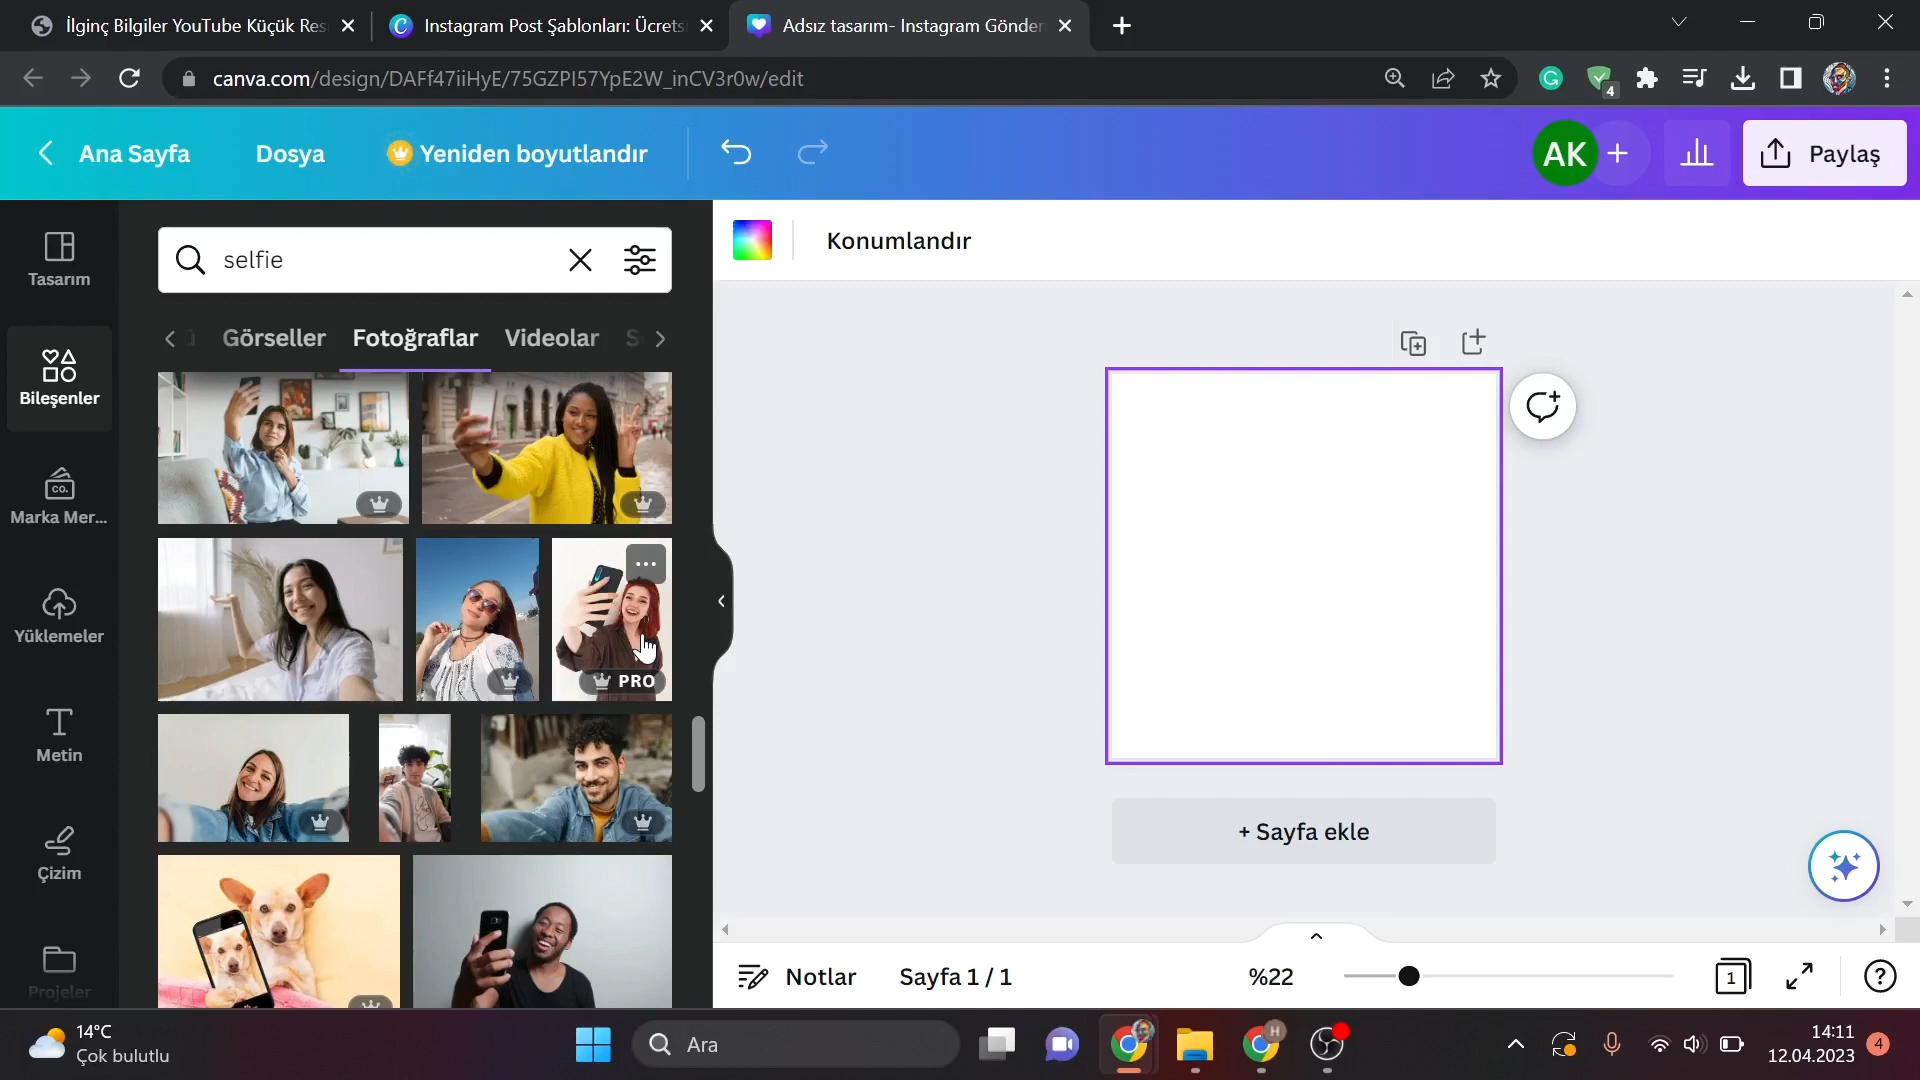 İlginç Bilgiler YouTube Küçük Res
Instagram Post Şablonları: Ücrets
Adsız tasarım- Instagram Gönder
canva.com/design/DAFf47iiHyE/75GZPI57YpE2W_inCV3r0w/edit
4
Ana Sayfa
Dosya
Yeniden boyutlandır
AK
Paylaş
Tasarım
Bileşenler
Marka Mer...
Yüklemeler
Metin
Çizim
Projeler
selfie
Görseller
Fotoğraflar
Videolar
CO.
PRO
Konumlandır
+ Sayfa ekle
Notlar
Sayfa 1 / 1
%22
1
14°C
Çok bulutlu
Ara
H
14:11
12.04.2023
4